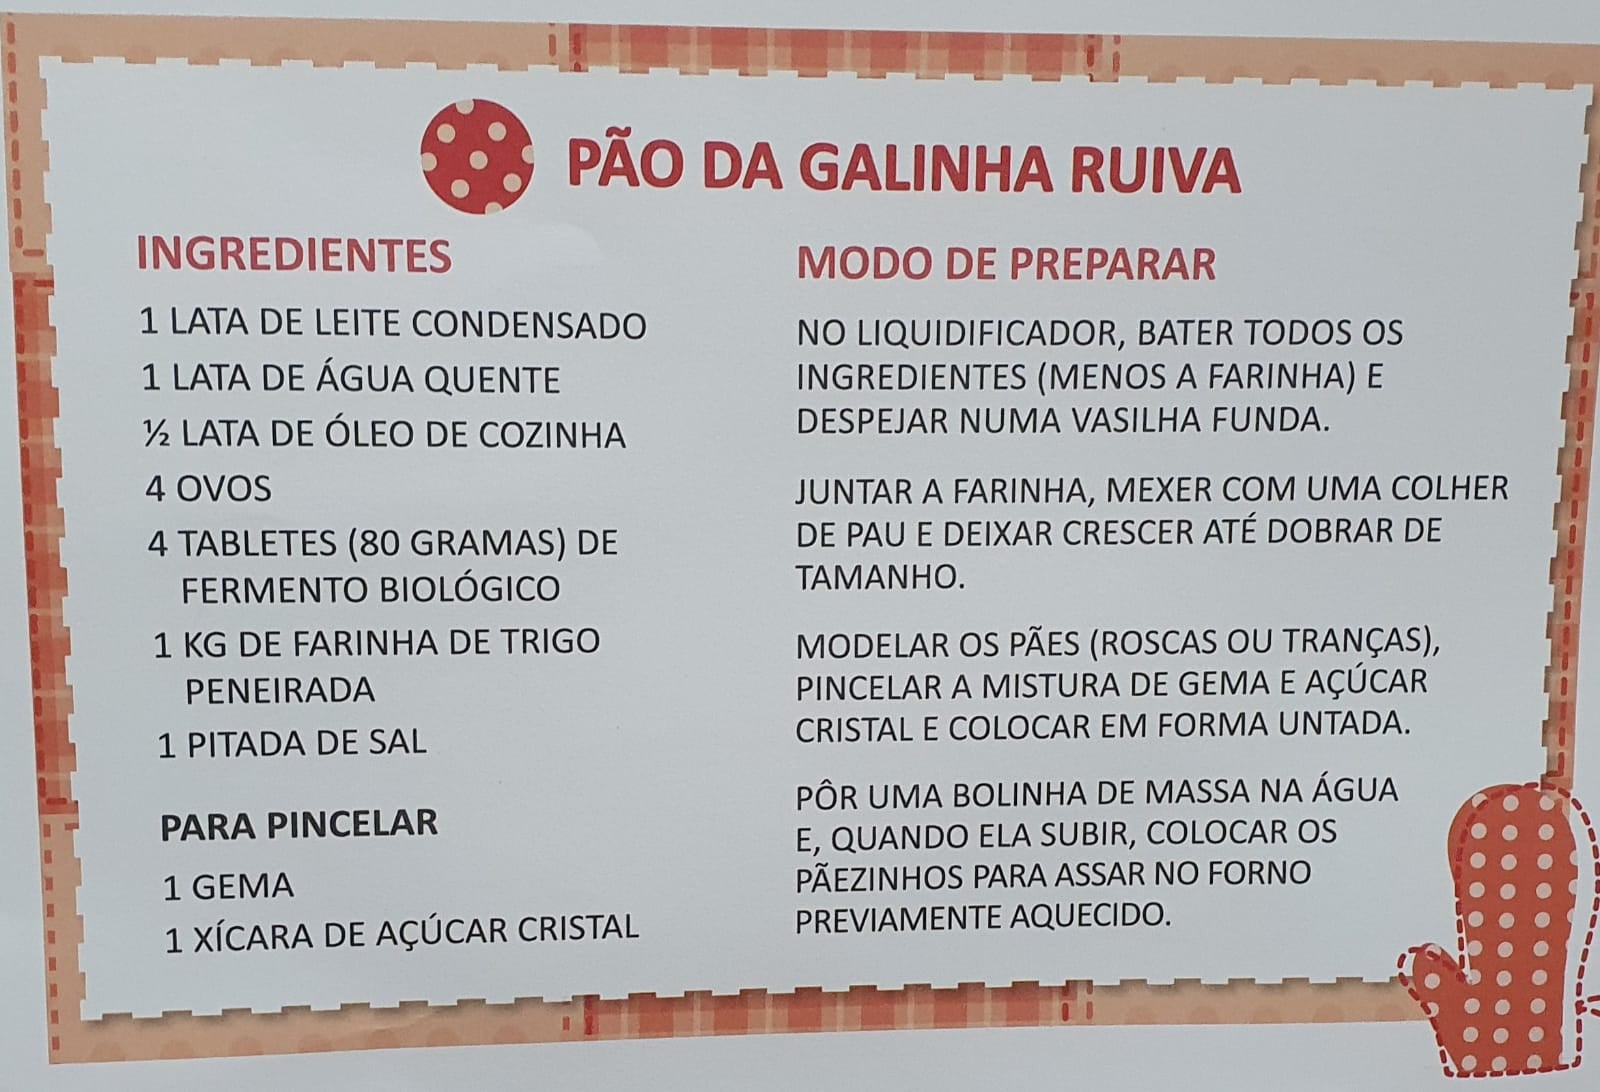 PÃO DA GALINHA RUIVA
INGREDIENTES
1 LATA DE LEITE CONDENSADO
1 LATA DE ÁGUA QUENTE
½ LATA DE ÓLEO DE COZINHA
4 OVOS
4 TABLETES (80 GRAMAS) DE
FERMENTO BIOLÓGICO
1 KG DE FARINHA DE TRIGO
PENEIRADA
1 PITADA DE SAL
PARA PINCELAR
1 GEMA
1 XÍCARA DE AÇÚCAR CRISTAL
MODO DE PREPARAR
NO LIQUIDIFICADOR, BATER TODOS OS
INGREDIENTES (MENOS A FARINHA) E
DESPEJAR NUMA VASILHA FUNDA.
JUNTAR A FARINHA, MEXER COM UMA COLHER
DE PAU E DEIXAR CRESCER ATÉ DOBRAR DE
TAMANHO.
MODELAR OS PÃES (ROSCAS OU TRANÇAS),
PINCELAR A MISTURA DE GEMA E AÇÚCAR
CRISTAL E COLOCAR EM FORMA UNTADA.
PÔR UMA BOLINHA DE MASSA NA ÁGUA
E, QUANDO ELA SUBIR, COLOCAR OS
PÃEZINHOS PARA ASSAR NO FORNO
PREVIAMENTE AQUECIDO.